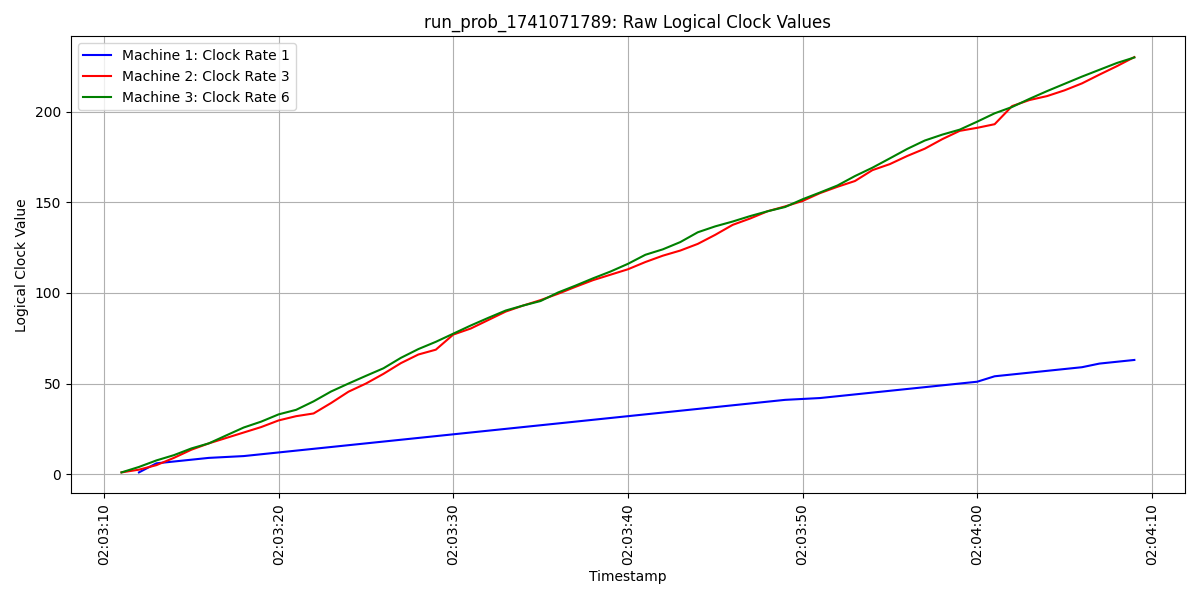 run_prob_1741071789: Raw Logical Clock Values
Machine 1: Clock Rate 1
Machine 2: Clock Rate 3
Machine 3: Clock Rate 6
Logical Clock Value
200
150
100
50
0
02:03:10
02:03:20
02:03:30
02:03:40
02:03:50
02:04:00
02:04:10
Timestamp